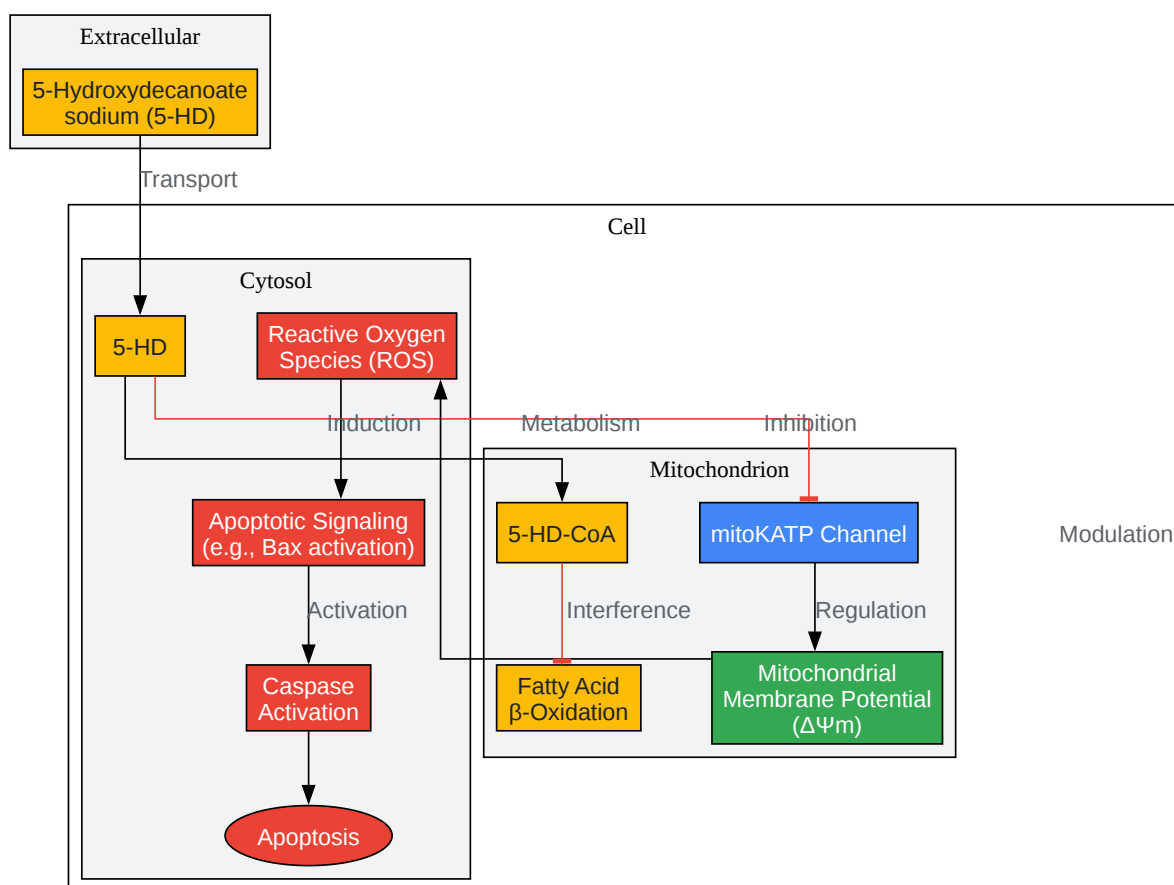 Extracellular
5-Hydroxydecanoate
sodium (5-HD)
Transport
Cell
Cytosol
5-HD
Reactive Oxygen
Species (ROS)
Induction
Metabolism
Inhibition
Mitochondrion
Apoptotic Signaling
(e.g., Bax activation)
5-HD-CoA
mitoKATP Channel
Modulation
Activation
Interference
Regulation
Caspase
Activation
Fatty Acid
β-Oxidation
Mitochondrial
Membrane Potential
(ΔΨm)
Apoptosis